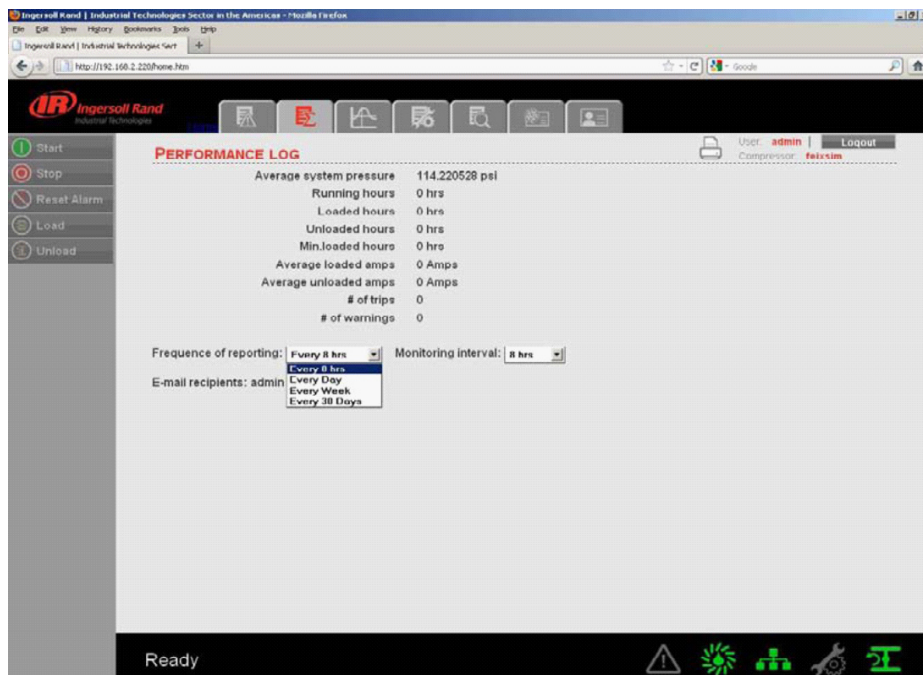 Ingersoll Rand | Industrial Technologies Sector in the Americas - Mozilla Firefox
File Edit View History Bookmarks Tools Help
Ingersoll Rand | Industrial Technologies Sect +
http://192.168.2.220/home.htm Google
IR Ingersoll Rand
Industrial Technologies
Start
Stop
Reset Alarm
Load
Unload
User: admin | Logout
Compressor: feixsim
PERFORMANCE LOG
Average system pressure 114.220528 psi
Running hours 0 hrs
Loaded hours 0 hrs
Unloaded hours 0 hrs
Min.loaded hours 0 hrs
Average loaded amps 0 Amps
Average unloaded amps 0 Amps
# of trips 0
# of warnings 0
Frequence of reporting: Every 8 hrs Monitoring interval: 8 hrs
Every 8 hrs
E-mail recipients: admin Every Day
Every Week
Every 30 Days
Ready